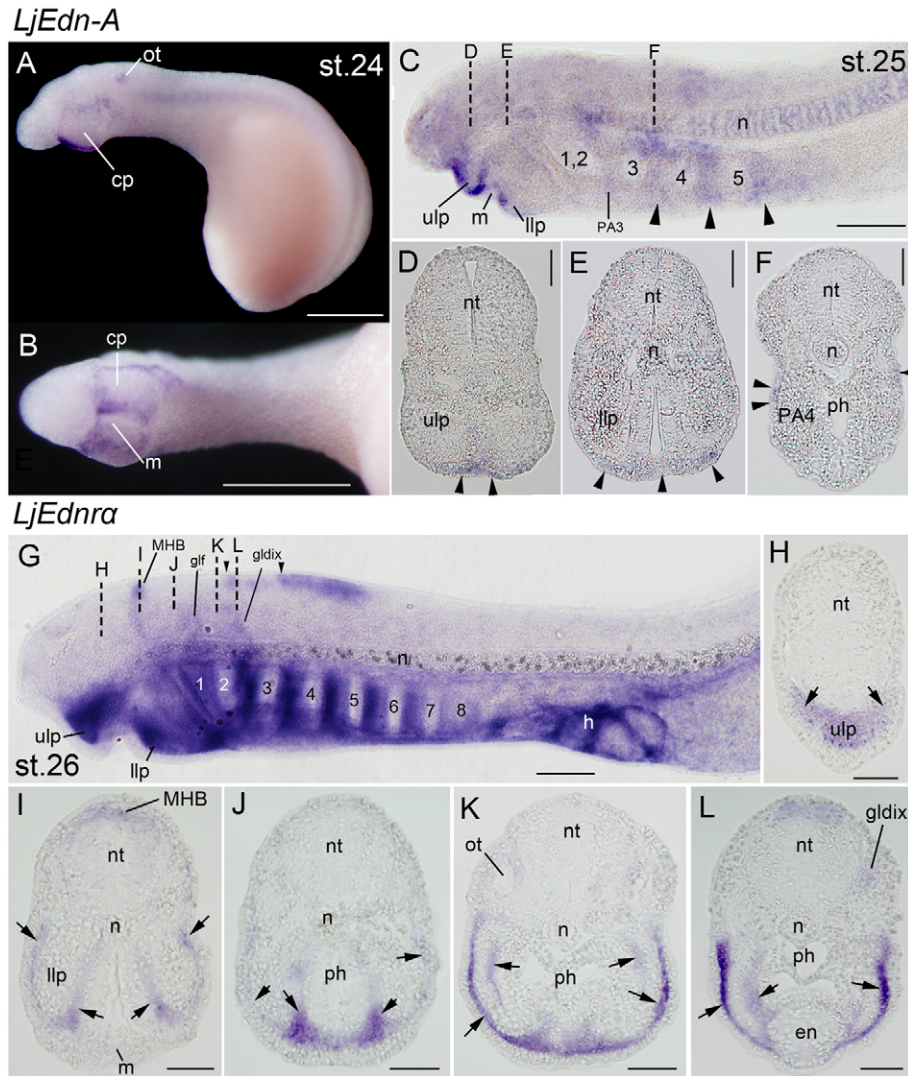 LjEdn-A
A
ot
st.24
cp
B
cp
m
E
C
D
E
F
st.25
n
1,2
3
4
5
ulp
m
llp
PA3
D
nt
ulp
E
nt
n
llp
F
nt
n
PA4
ph
LjEdnrα
G
H
I
MHB
J
glf
K
L
gldix
n
1
2
3
4
5
6
7
8
h
ulp
llp
st.26
H
nt
ulp
I
MHB
nt
n
llp
m
J
nt
n
ph
K
nt
ot
n
ph
L
gldix
nt
n
ph
en